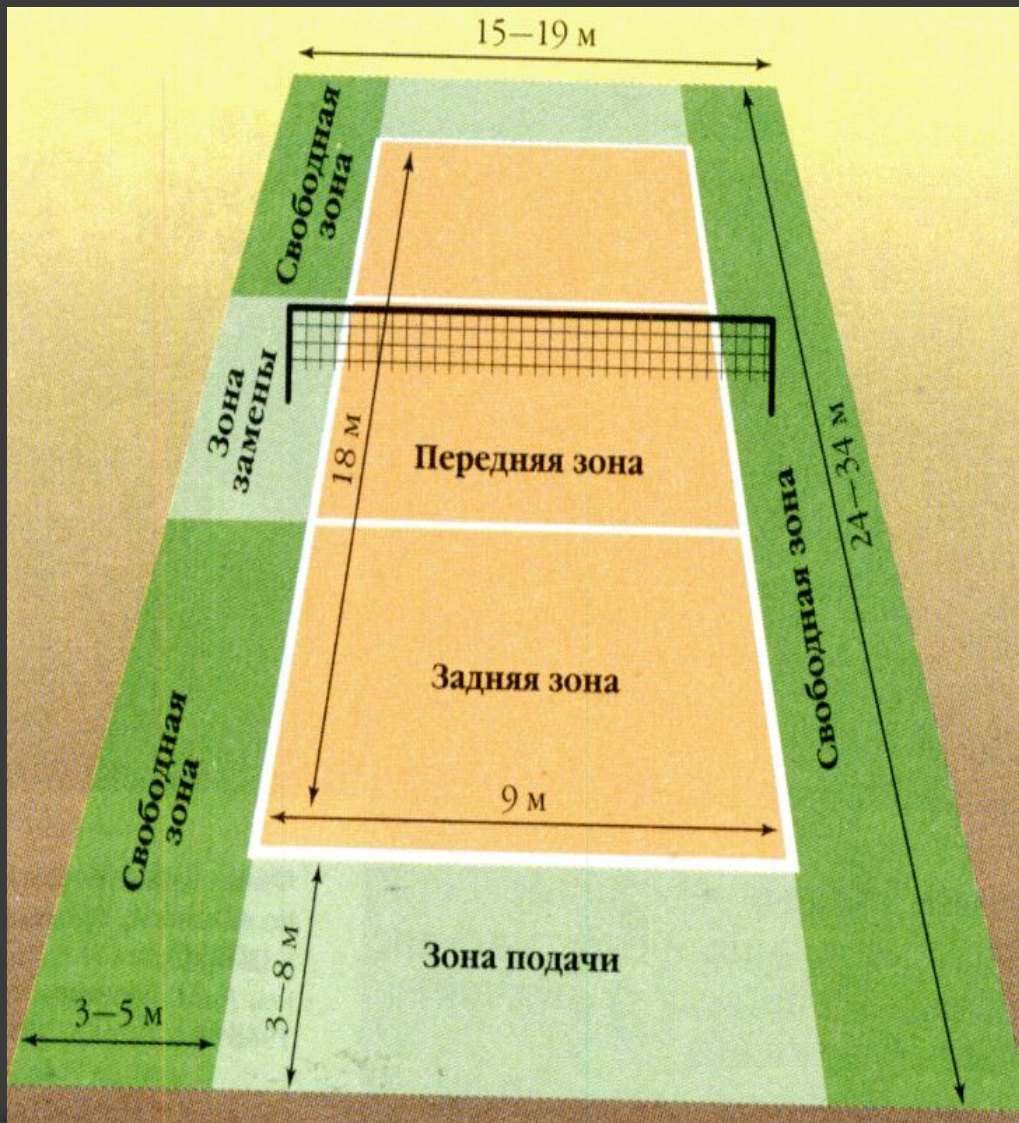 15—19 м
Свободная
зона
Зона
замены
18 м
Передняя зона
24—34 м
Свободная зона
Задняя зона
Свободная
зона
9 м
3—8 м
Зона подачи
3—5 м